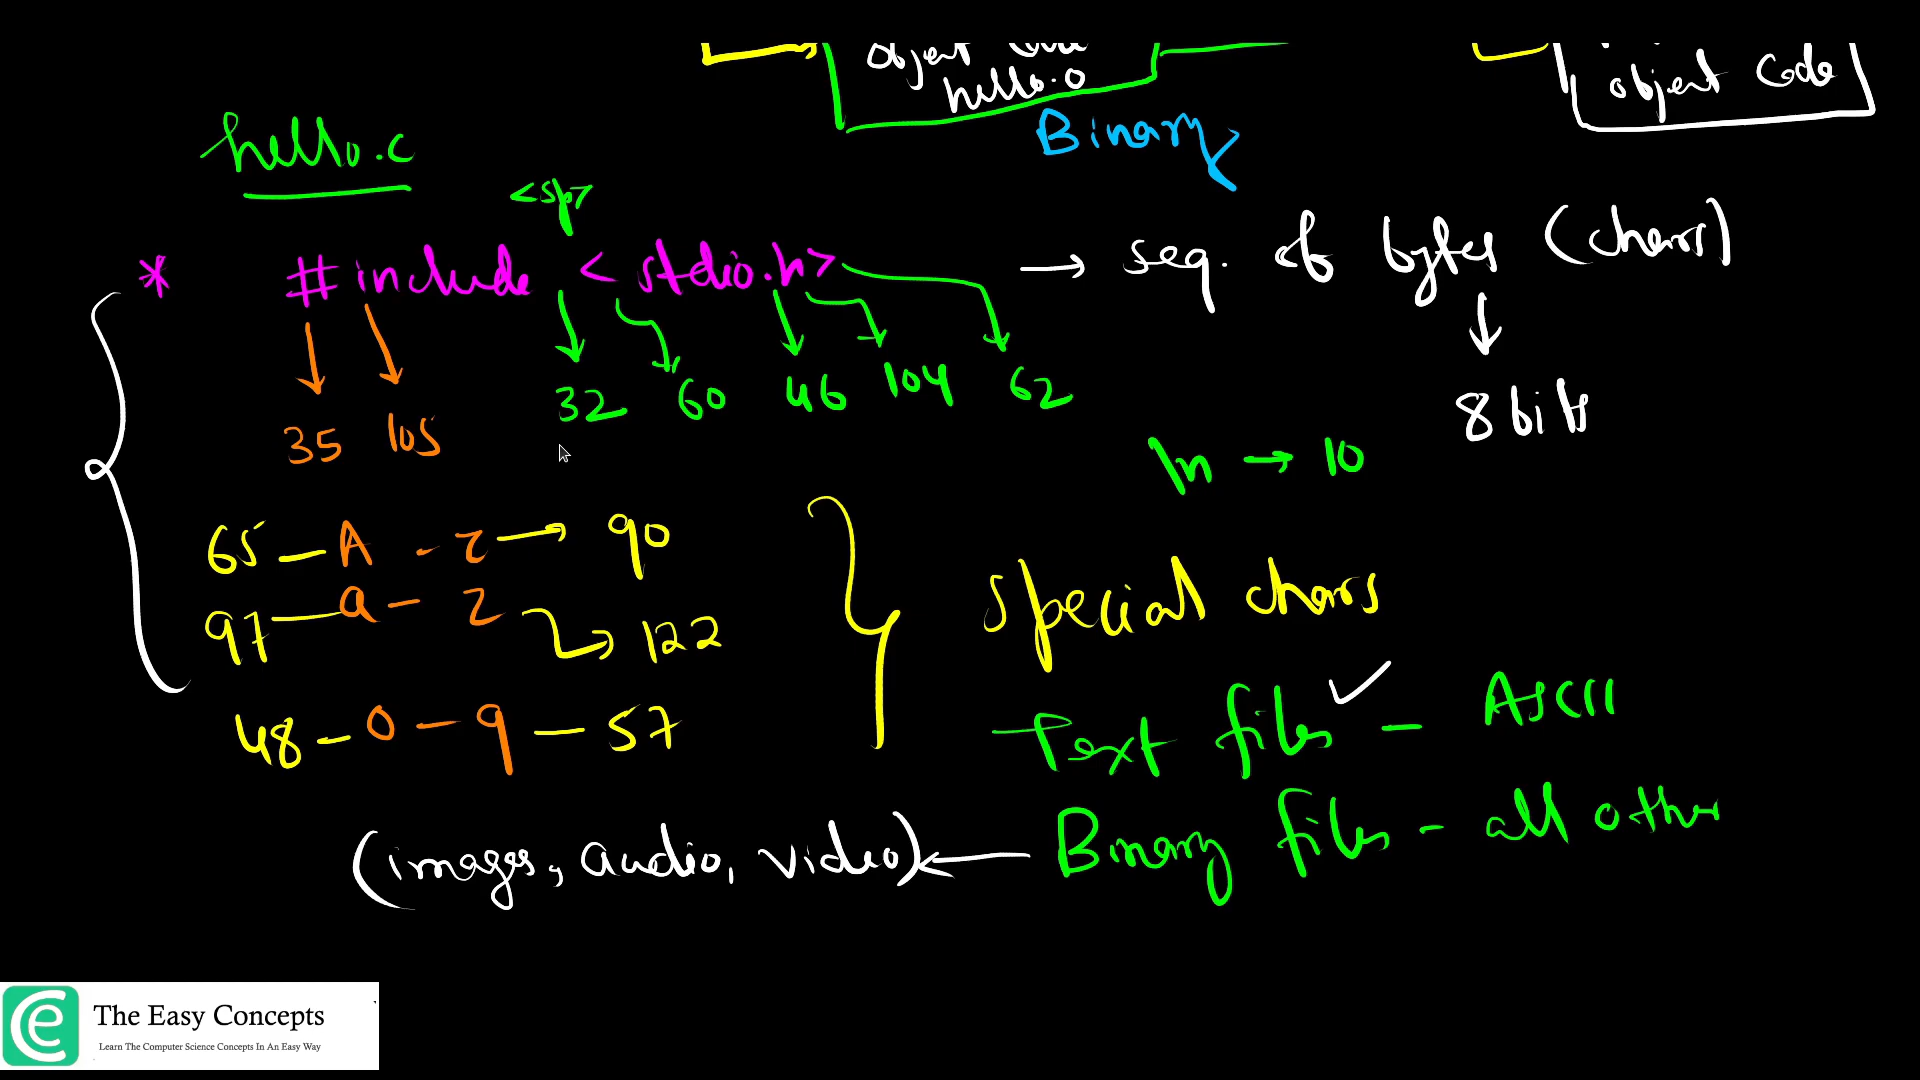 object code
hello.o
object code
Binary
hello.c
<sp>
* #include <stdio.h> → seq. of bytes (chars)
35 105 32 60 46 104 62
8 bits
\n → 10
65 - A - z → 90
97 - a - z → 122
48 - 0 - 9 - 57
special chars
Text files ✓ - ASCII
Binary files - all other
(images, audio, video)
The Easy Concepts
Learn The Computer Science Concepts In An Easy Way